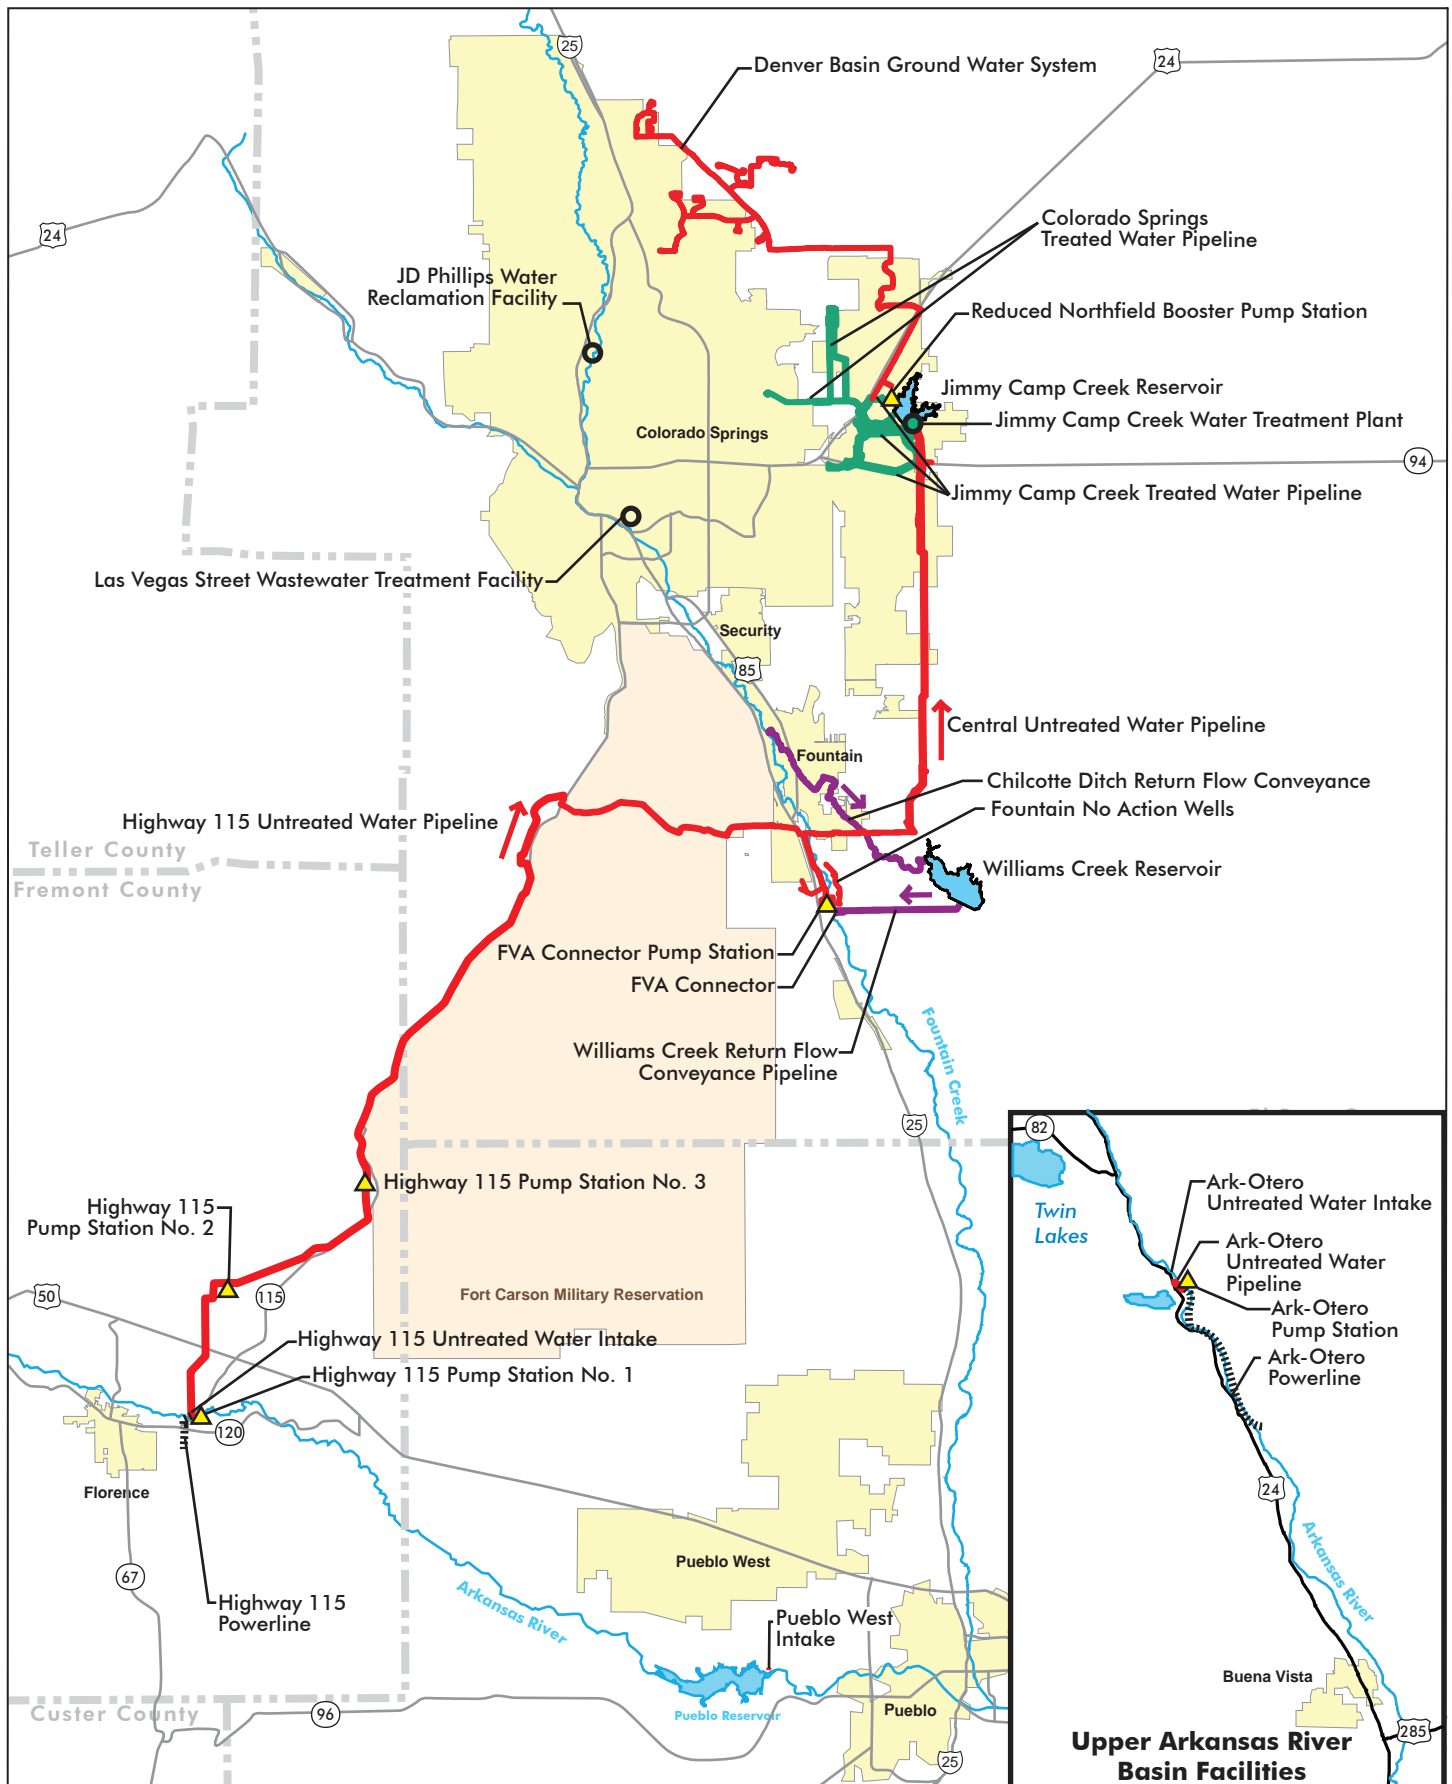 25
24
Denver Basin Ground Water System
24
Colorado Springs
Treated Water Pipeline
JD Phillips Water
Reclamation Facility
Reduced Northfield Booster Pump Station
Jimmy Camp Creek Reservoir
Jimmy Camp Creek Water Treatment Plant
Colorado Springs
94
Jimmy Camp Creek Treated Water Pipeline
Las Vegas Street Wastewater Treatment Facility
Security
85
Central Untreated Water Pipeline
Fountain
Chilcotte Ditch Return Flow Conveyance
Fountain No Action Wells
Highway 115 Untreated Water Pipeline
Teller County
Fremont County
Williams Creek Reservoir
FVA Connector Pump Station
FVA Connector
Fountain Creek
Williams Creek Return Flow
Conveyance Pipeline
25
Highway 115 Pump Station No. 3
Highway 115
Pump Station No. 2
50
115
Fort Carson Military Reservation
Highway 115 Untreated Water Intake
Highway 115 Pump Station No. 1
120
Florence
67
Highway 115
Powerline
Arkansas River
Pueblo West
Pueblo West
Intake
Pueblo Reservoir
Pueblo
Custer County
96
25
82
Twin
Lakes
Ark-Otero
Untreated Water Intake
Ark-Otero
Untreated Water
Pipeline
Ark-Otero
Pump Station
Ark-Otero
Powerline
24
Arkansas River
Buena Vista
285
Upper Arkansas River
Basin Facilities